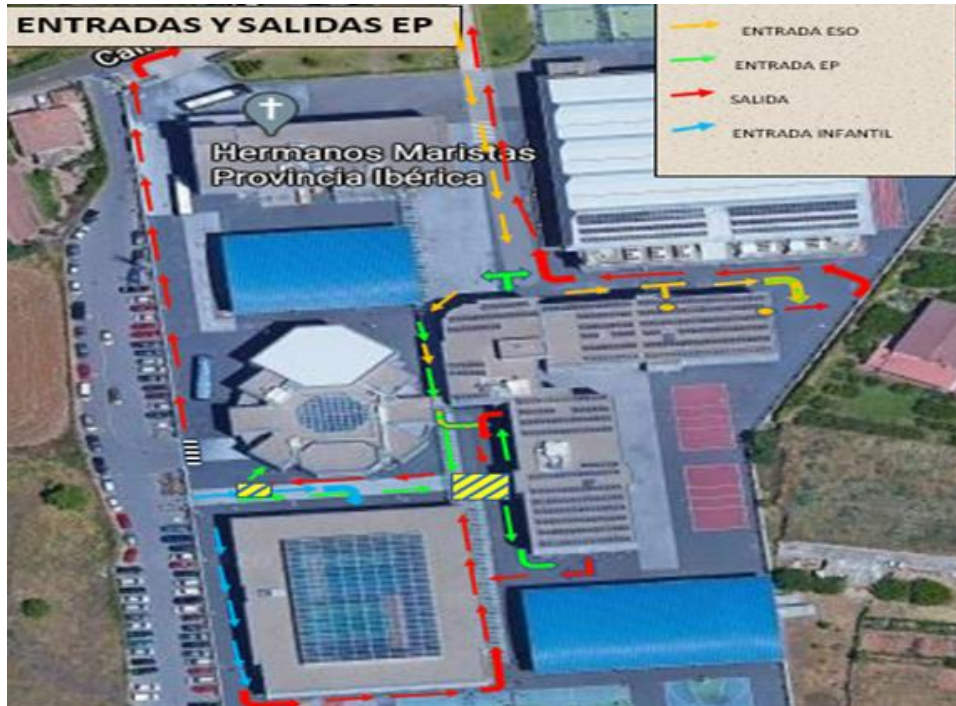 ENTRADAS Y SALIDAS EP
ENTRADA ESO
ENTRADA EP
SALIDA
ENTRADA INFANTIL
Hermanos Maristas
Provincia Ibérica